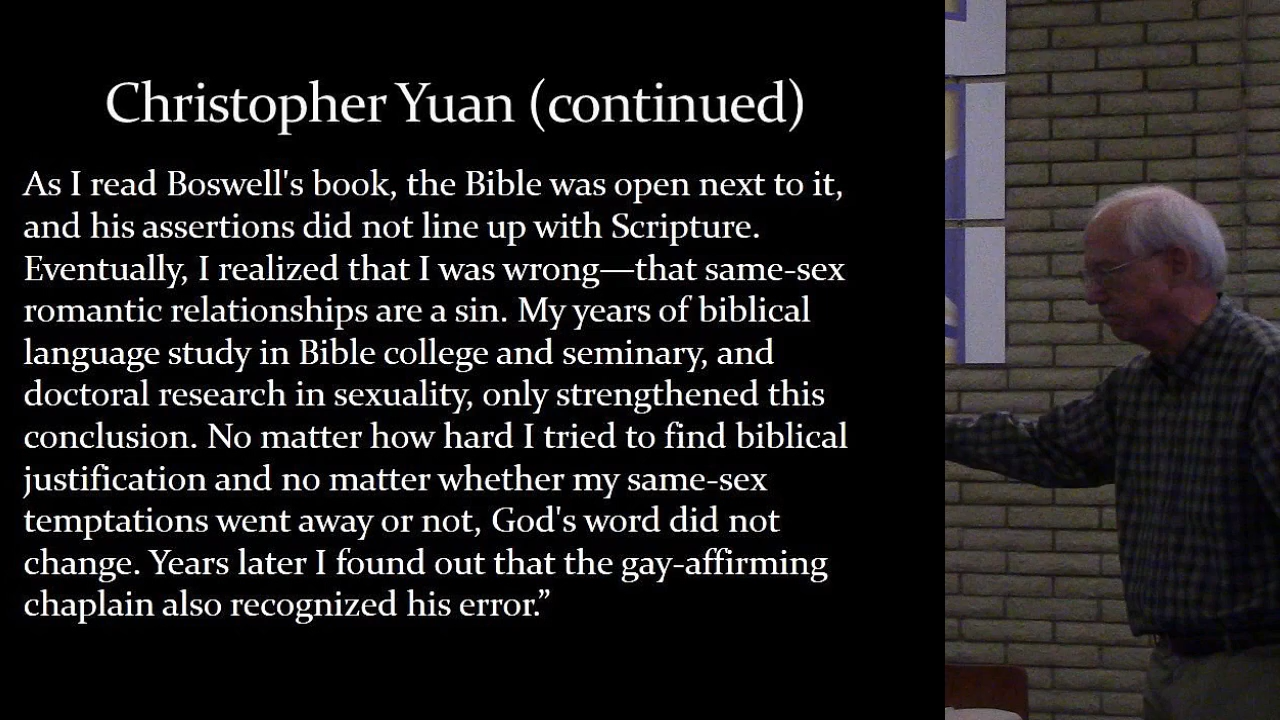 Christopher Yuan (continued)
As I read Boswell's book, the Bible was open next to it,
and his assertions did not line up with Scripture.
Eventually, I realized that I was wrong—that same-sex
romantic relationships are a sin. My years of biblical
language study in Bible college and seminary, and
doctoral research in sexuality, only strengthened this
conclusion. No matter how hard I tried to find biblical
justification and no matter whether my same-sex
temptations went away or not, God's word did not
change. Years later I found out that the gay-affirming
chaplain also recognized his error.”